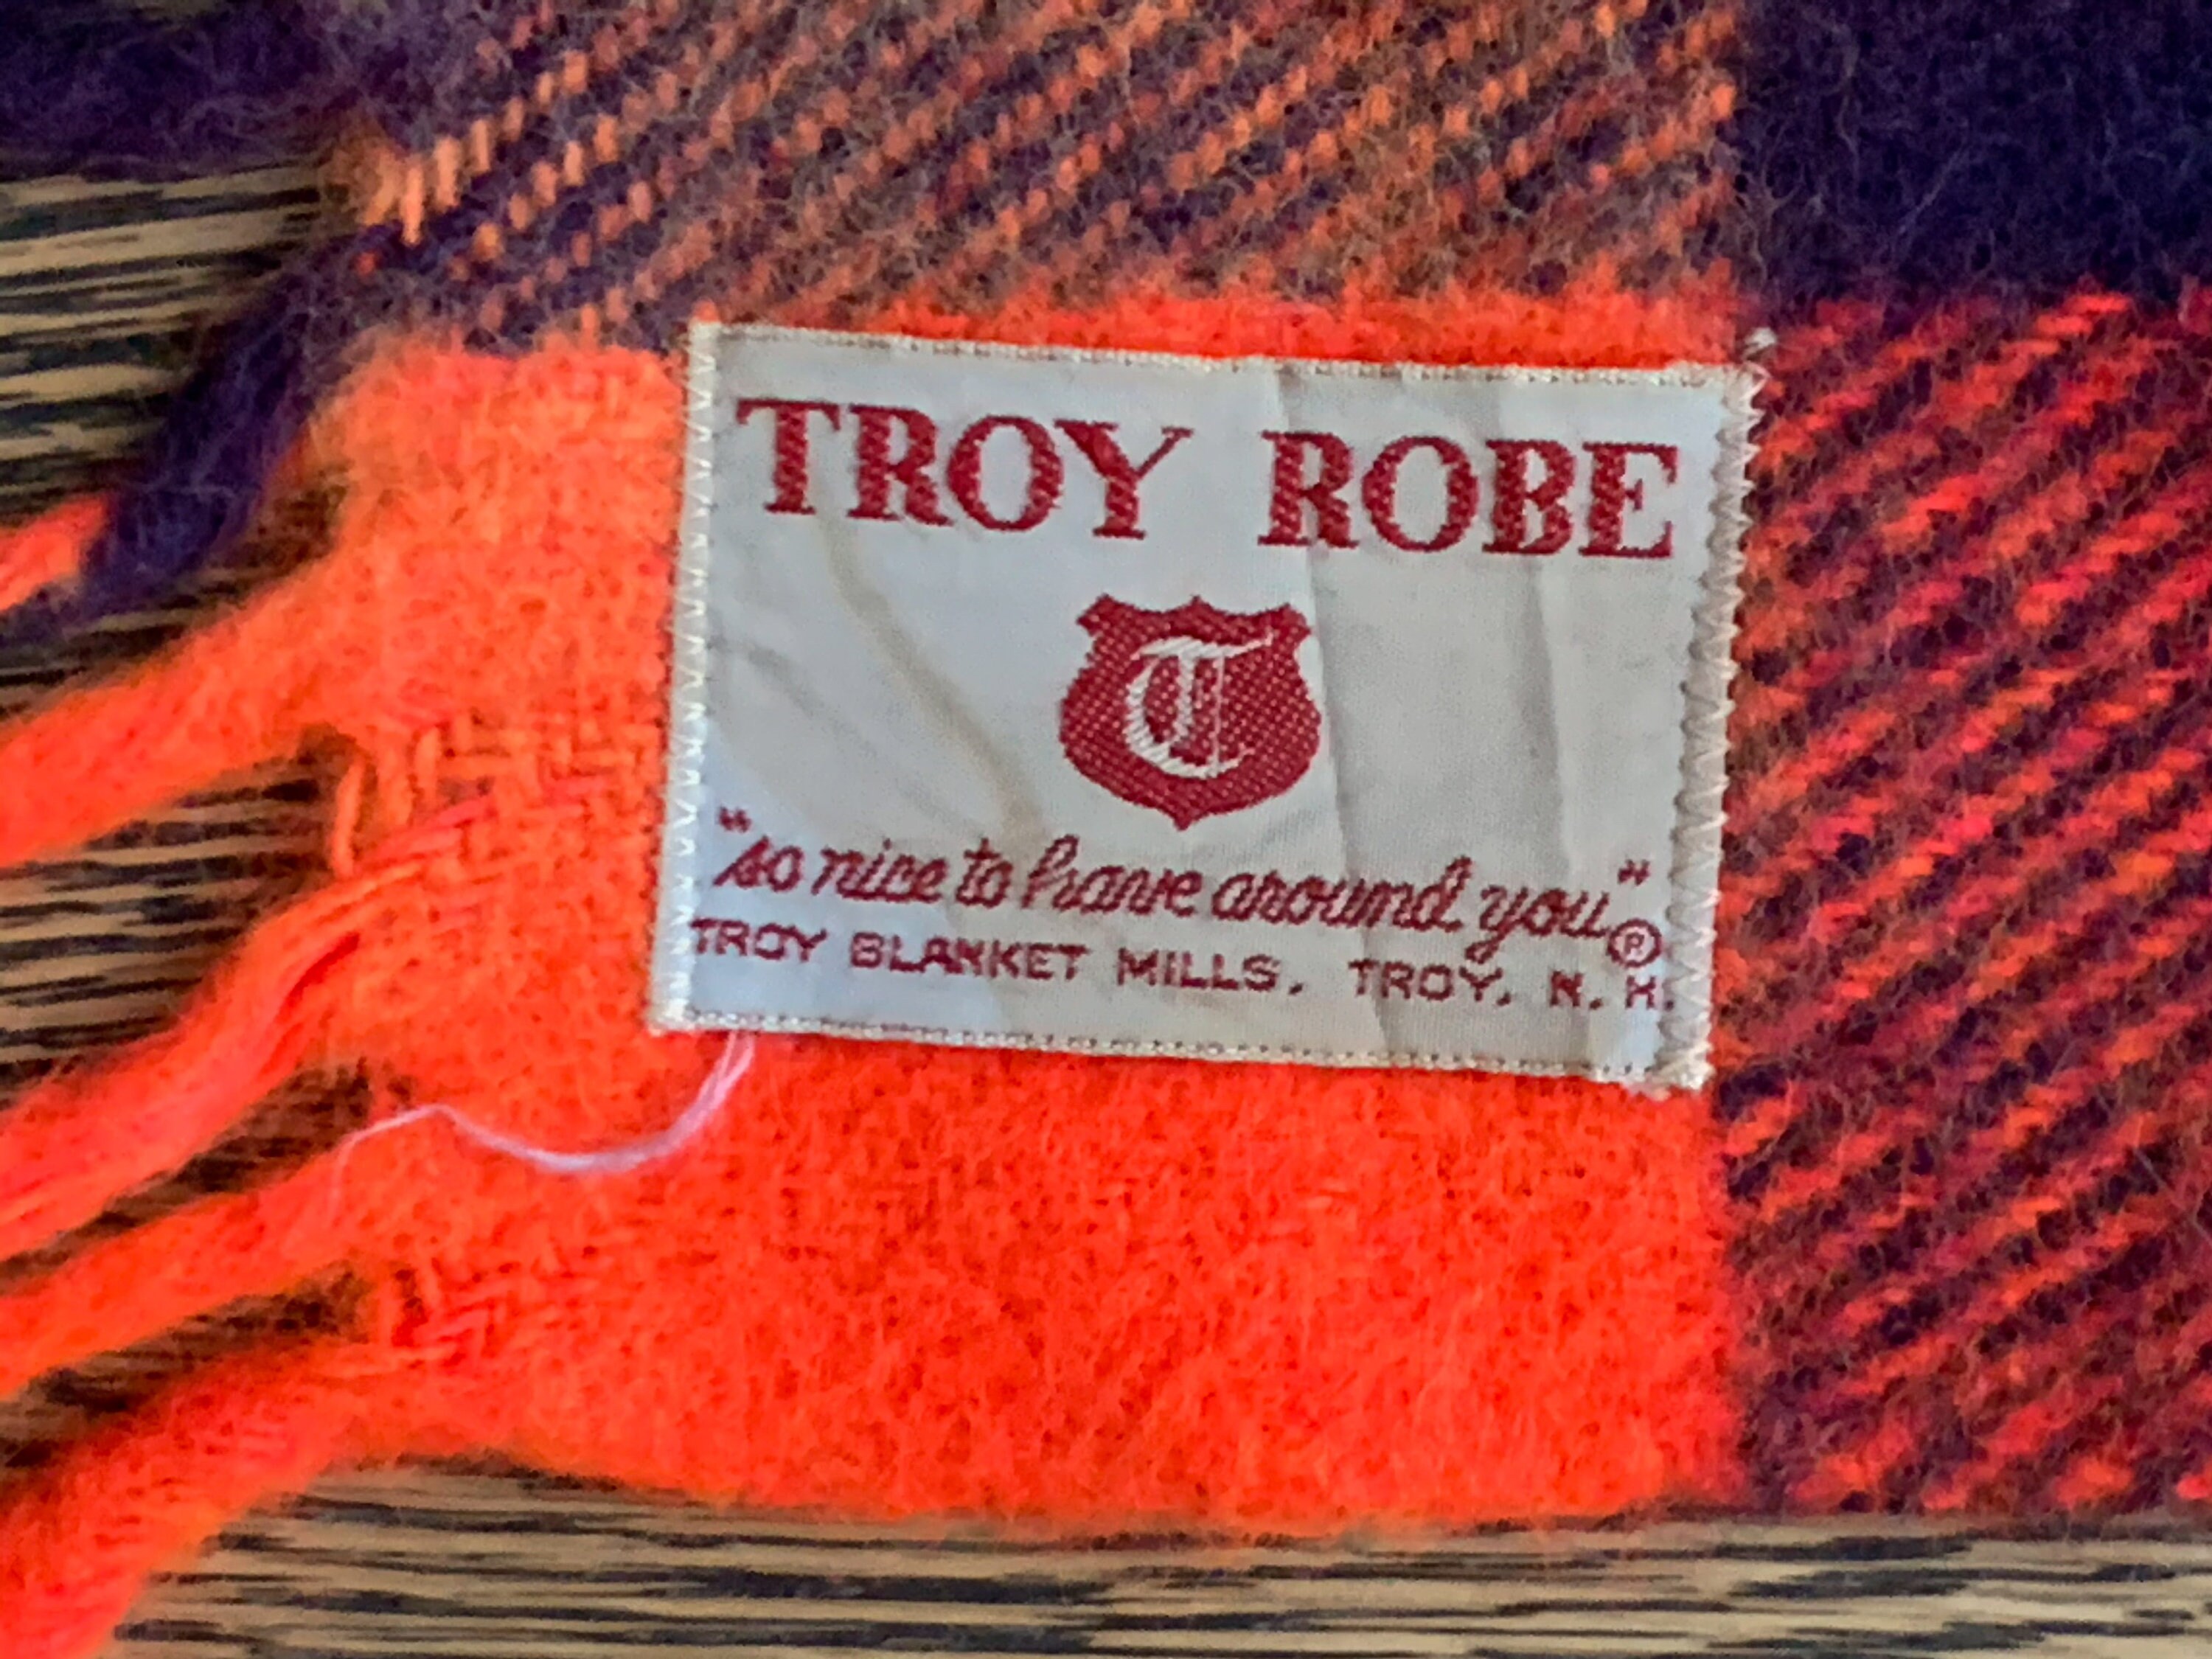 TROY ROBE
T
"so nice to have around you"®
TROY BLANKET MILLS, TROY, N.H.